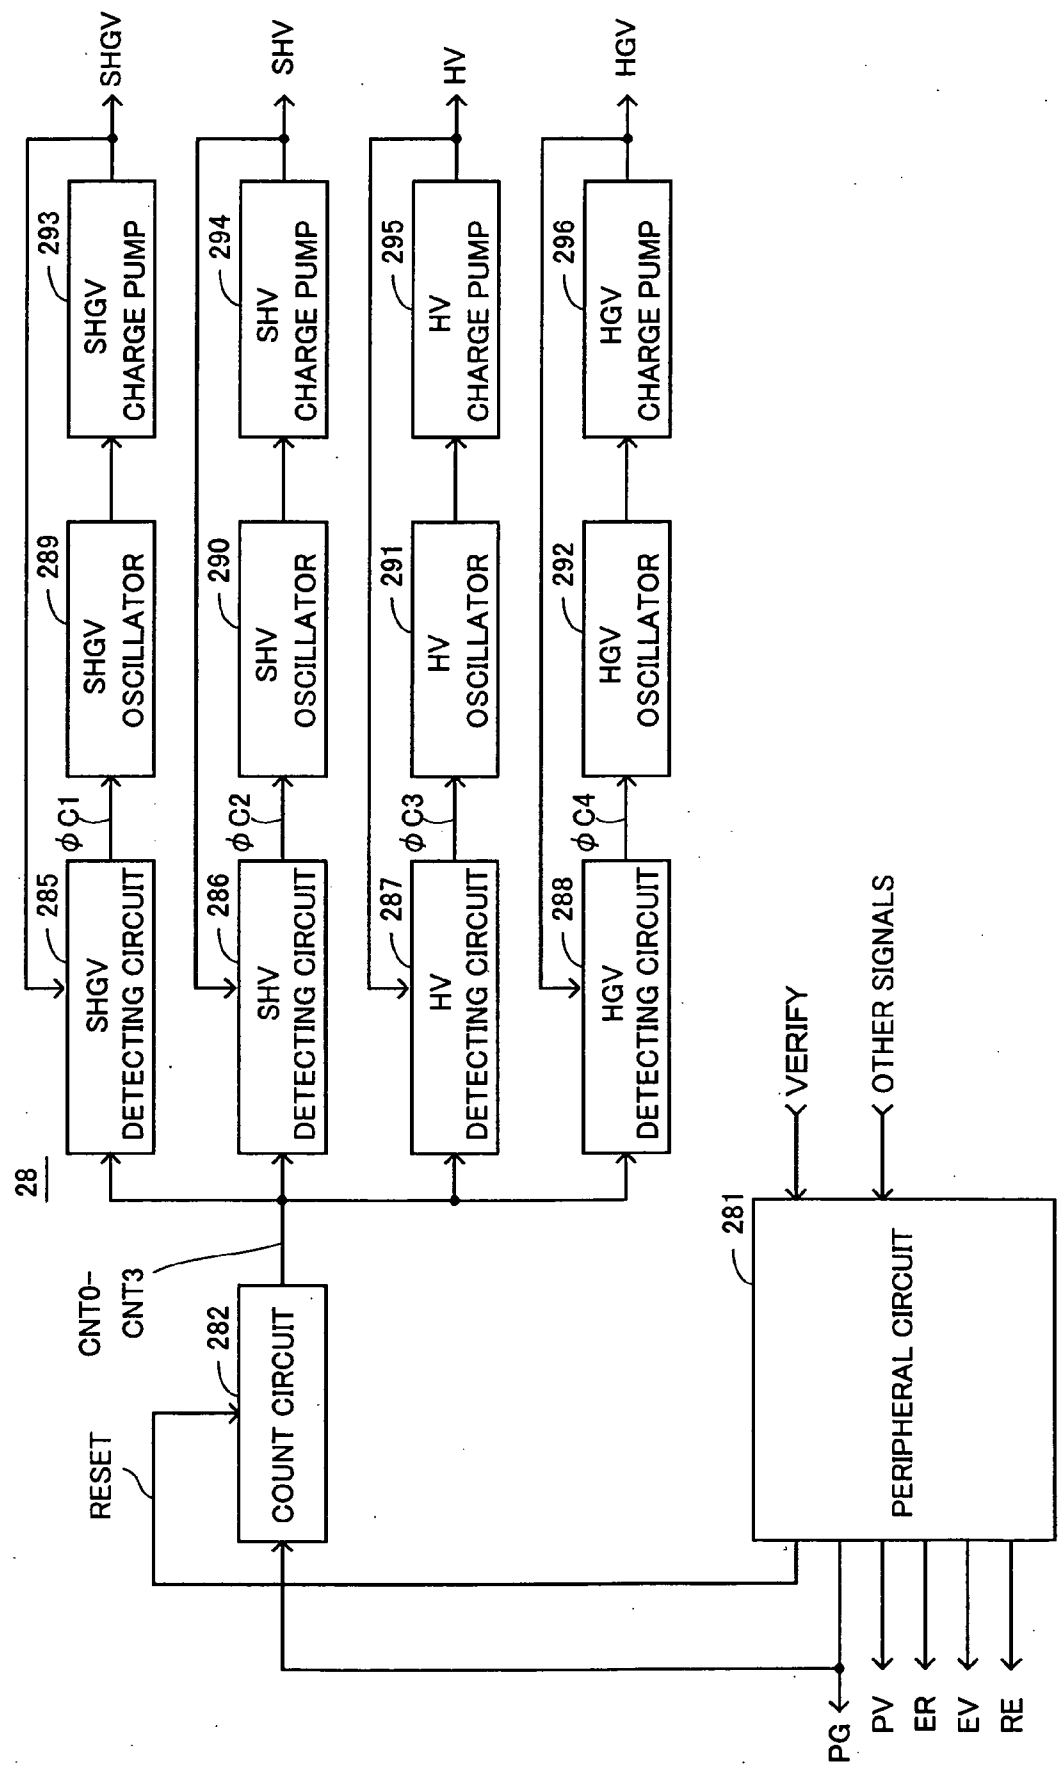 28
RESET
CNT0-
CNT3
282
COUNT CIRCUIT
285
SHGV
DETECTING CIRCUIT
φC1
289
SHGV
OSCILLATOR
293
SHGV
CHARGE PUMP
SHGV
286
SHV
DETECTING CIRCUIT
φC2
290
SHV
OSCILLATOR
294
SHV
CHARGE PUMP
SHV
287
HV
DETECTING CIRCUIT
φC3
291
HV
OSCILLATOR
295
HV
CHARGE PUMP
HV
288
HGV
DETECTING CIRCUIT
φC4
292
HGV
OSCILLATOR
296
HGV
CHARGE PUMP
HGV
281
PERIPHERAL CIRCUIT
VERIFY
OTHER SIGNALS
PG
PV
ER
EV
RE